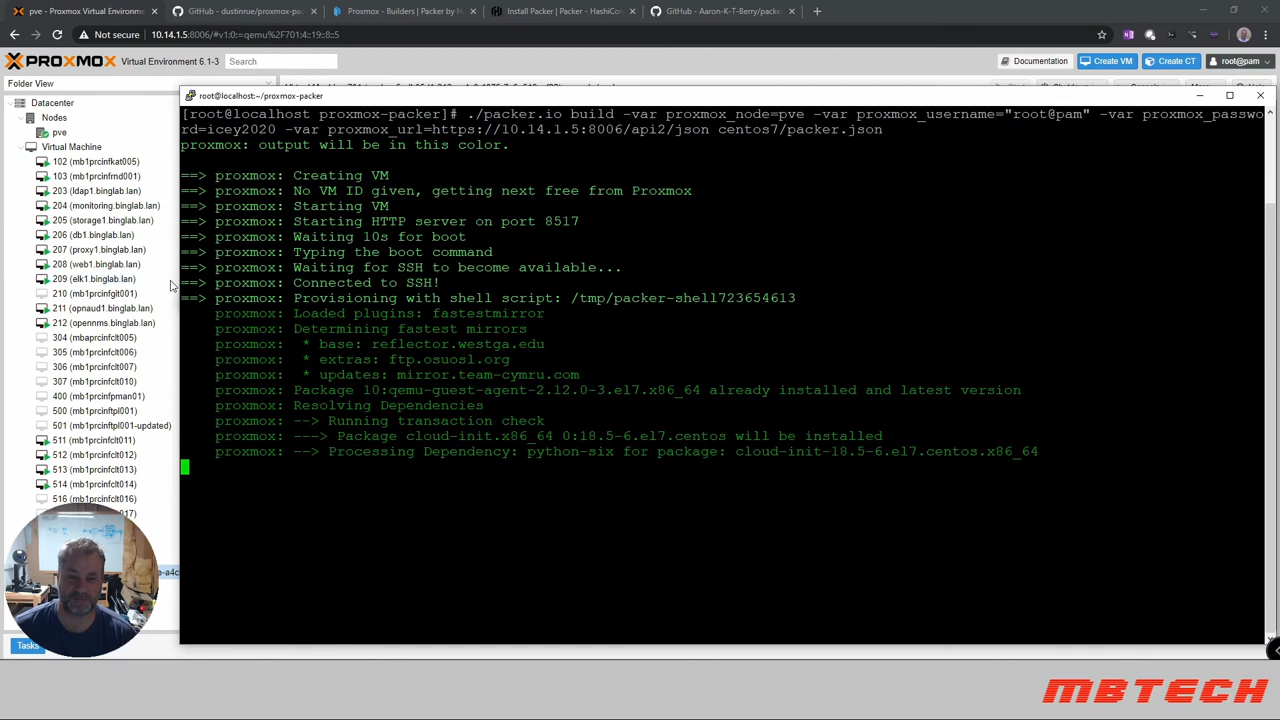 pve - Proxmox Virtual Environme
GitHub - dustinrue/proxmox-pac
Proxmox - Builders | Packer by H
Install Packer | Packer - HashiCor
GitHub - Aaron-K-T-Berry/packer
Not secure
10.14.1.5:8006/#v1:0:=qemu%2F701:4::19::8::5
PROXMOX Virtual Environment 6.1-3
Search
Documentation
Create VM
Create CT
root@pam
Folder View
Datacenter
Nodes
pve
Virtual Machine
102 (mb1prcinfkat005)
103 (mb1prcinfrnd001)
203 (ldap1.binglab.lan)
204 (monitoring.binglab.lan)
205 (storage1.binglab.lan)
206 (db1.binglab.lan)
207 (proxy1.binglab.lan)
208 (web1.binglab.lan)
209 (elk1.binglab.lan)
210 (mb1prcinfgit001)
211 (opnaud1.binglab.lan)
212 (opennms.binglab.lan)
304 (mbaprcinfclt005)
305 (mb1prcinfclt006)
306 (mb1prcinfclt007)
307 (mb1prcinfclt010)
400 (mb1prcinfpman01)
500 (mb1prcinftpl001)
501 (mb1prcinftpl001-updated)
511 (mb1prcinfclt011)
512 (mb1prcinfclt012)
513 (mb1prcinfclt013)
514 (mb1prcinfclt014)
516 (mb1prcinfclt016)
017)
e-a4c
Tasks
root@localhost:~/proxmox-packer
[root@localhost proxmox-packer]# ./packer.io build -var proxmox_node=pve -var proxmox_username="root@pam" -var proxmox_passwo
rd=icey2020 -var proxmox_url=https://10.14.1.5:8006/api2/json centos7/packer.json
proxmox: output will be in this color.
==> proxmox: Creating VM
==> proxmox: No VM ID given, getting next free from Proxmox
==> proxmox: Starting VM
==> proxmox: Starting HTTP server on port 8517
==> proxmox: Waiting 10s for boot
==> proxmox: Typing the boot command
==> proxmox: Waiting for SSH to become available...
==> proxmox: Connected to SSH!
==> proxmox: Provisioning with shell script: /tmp/packer-shell723654613
proxmox: Loaded plugins: fastestmirror
proxmox: Determining fastest mirrors
proxmox: * base: reflector.westga.edu
proxmox: * extras: ftp.osuosl.org
proxmox: * updates: mirror.team-cymru.com
proxmox: Package 10:qemu-guest-agent-2.12.0-3.el7.x86_64 already installed and latest version
proxmox: Resolving Dependencies
proxmox: --> Running transaction check
proxmox: ---> Package cloud-init.x86_64 0:18.5-6.el7.centos will be installed
proxmox: --> Processing Dependency: python-six for package: cloud-init-18.5-6.el7.centos.x86_64
MBTECH